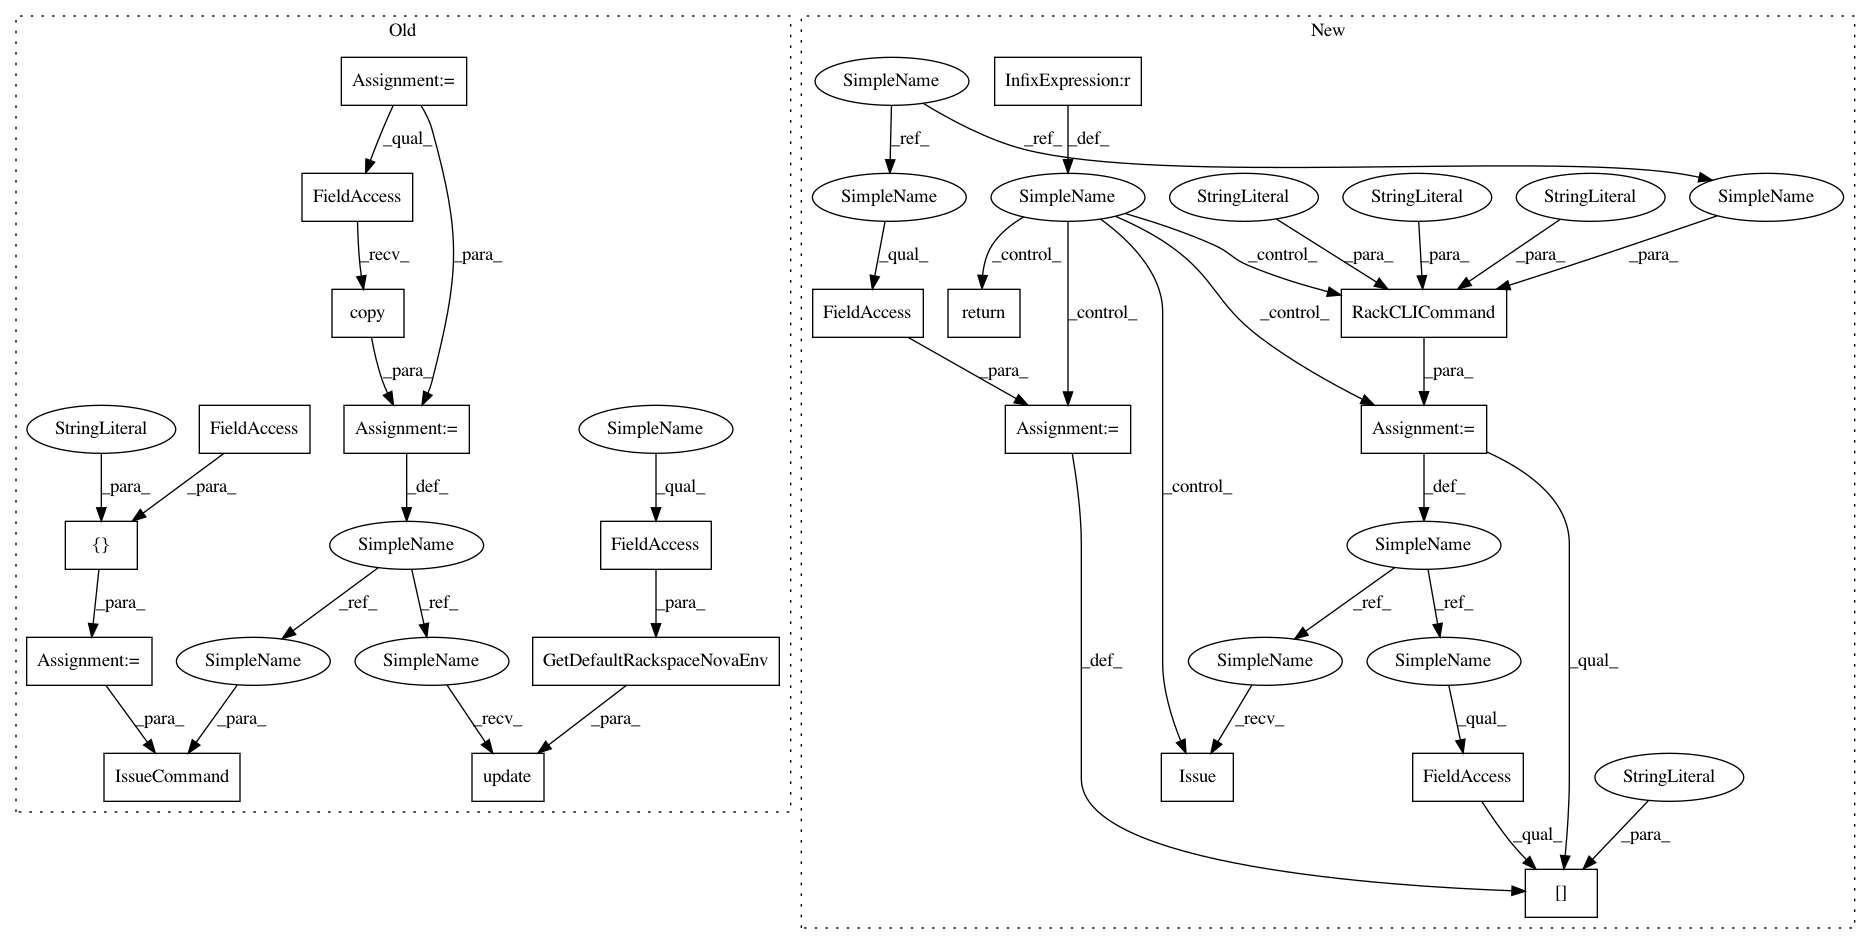 Old
New
Assignment:=
SimpleName
InfixExpression:r
_qual_
_ref_
_ref_
_def_
FieldAccess
SimpleName
SimpleName
StringLiteral
StringLiteral
StringLiteral
SimpleName
_recv_
_para_
_qual_
_control_
_control_
_para_
_para_
_para_
_para_
copy
FieldAccess
return
_control_
_control_
RackCLICommand
_para_
_para_
_para_
StringLiteral
FieldAccess
Assignment:=
SimpleName
Assignment:=
Assignment:=
_para_
_para_
_def_
_qual_
_control_
_def_
{}
SimpleName
FieldAccess
SimpleName
_para_
_ref_
_ref_
_para_
_ref_
_ref_
Assignment:=
SimpleName
SimpleName
GetDefaultRackspaceNovaEnv
_def_
SimpleName
SimpleName
_qual_
_para_
_para_
_recv_
_para_
_recv_
_qual_
IssueCommand
update
Issue
FieldAccess
StringLiteral
_qual_
_para_
[]